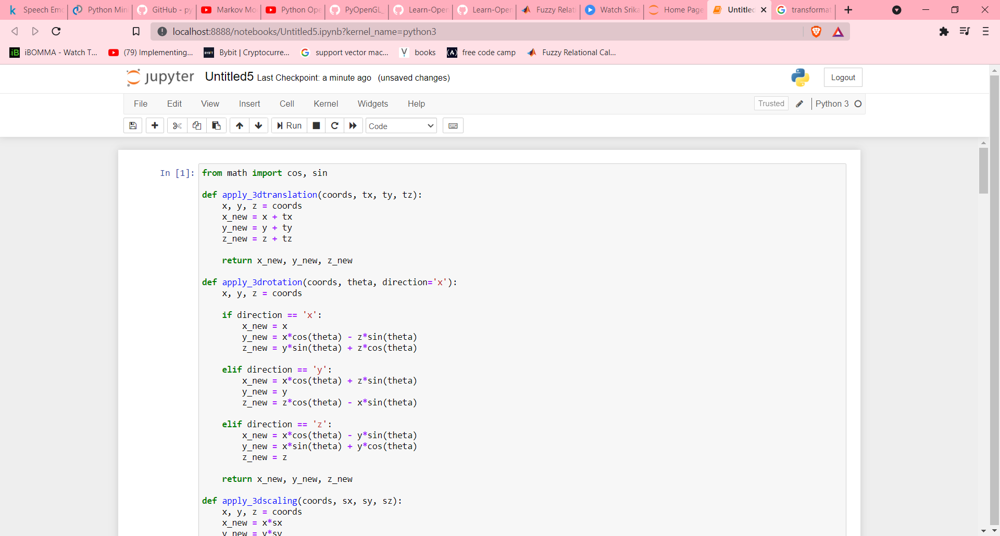 Speech Emo Python Min GitHub - py Markov Mo Python Ope PyOpenGL_ Learn-Open Learn-Open Fuzzy Relati Watch Srika Home Page Untitled transformat
localhost:8888/notebooks/Untitled5.ipynb?kernel_name=python3
iBOMMA - Watch T... (79) Implementing... Bybit | Cryptocurre... support vector mac... books free code camp Fuzzy Relational Cal...
jupyter Untitled5 Last Checkpoint: a minute ago (unsaved changes) Logout
File Edit View Insert Cell Kernel Widgets Help Trusted Python 3
Run Code
In [1]: from math import cos, sin
def apply_3dtranslation(coords, tx, ty, tz):
    x, y, z = coords
    x_new = x + tx
    y_new = y + ty
    z_new = z + tz
    return x_new, y_new, z_new
def apply_3drotation(coords, theta, direction='x'):
    x, y, z = coords
    if direction == 'x':
        x_new = x
        y_new = x*cos(theta) - z*sin(theta)
        z_new = y*sin(theta) + z*cos(theta)
    elif direction == 'y':
        x_new = x*cos(theta) + z*sin(theta)
        y_new = y
        z_new = z*cos(theta) - x*sin(theta)
    elif direction == 'z':
        x_new = x*cos(theta) - y*sin(theta)
        y_new = x*sin(theta) + y*cos(theta)
        z_new = z
    return x_new, y_new, z_new
def apply_3dscaling(coords, sx, sy, sz):
    x, y, z = coords
    x_new = x*sx
    y_new = y*sy